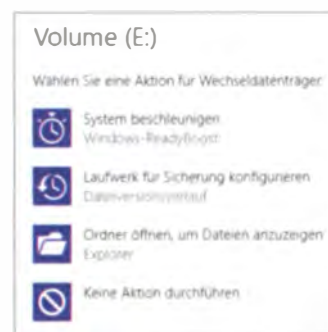 Volume (E:)
Wählen Sie eine Aktion für Wechseldatenträger.
System beschleunigen
Windows-ReadyBoost
Laufwerk für Sicherung konfigurieren
Dateiversionsverlauf
Ordner öffnen, um Dateien anzuzeigen
Explorer
Keine Aktion durchführen